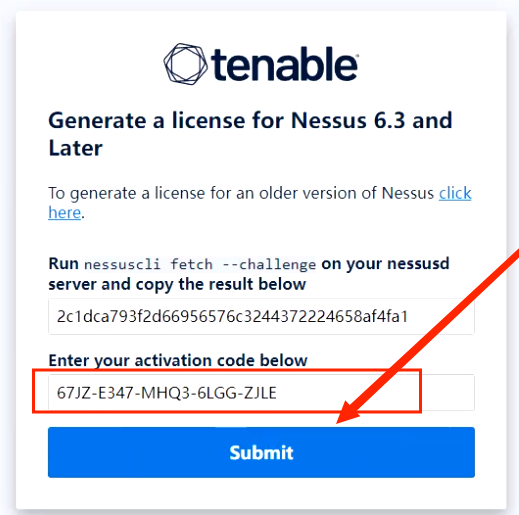 tenable
Generate a license for Nessus 6.3 and
Later
To generate a license for an older version of Nessus click
here.
Run nessuscli fetch --challenge on your nessusd
server and copy the result below
2c1dca793f2d66956576c3244372224658af4fa1
Enter your activation code below
67JZ-E347-MHQ3-6LGG-ZJLE
Submit